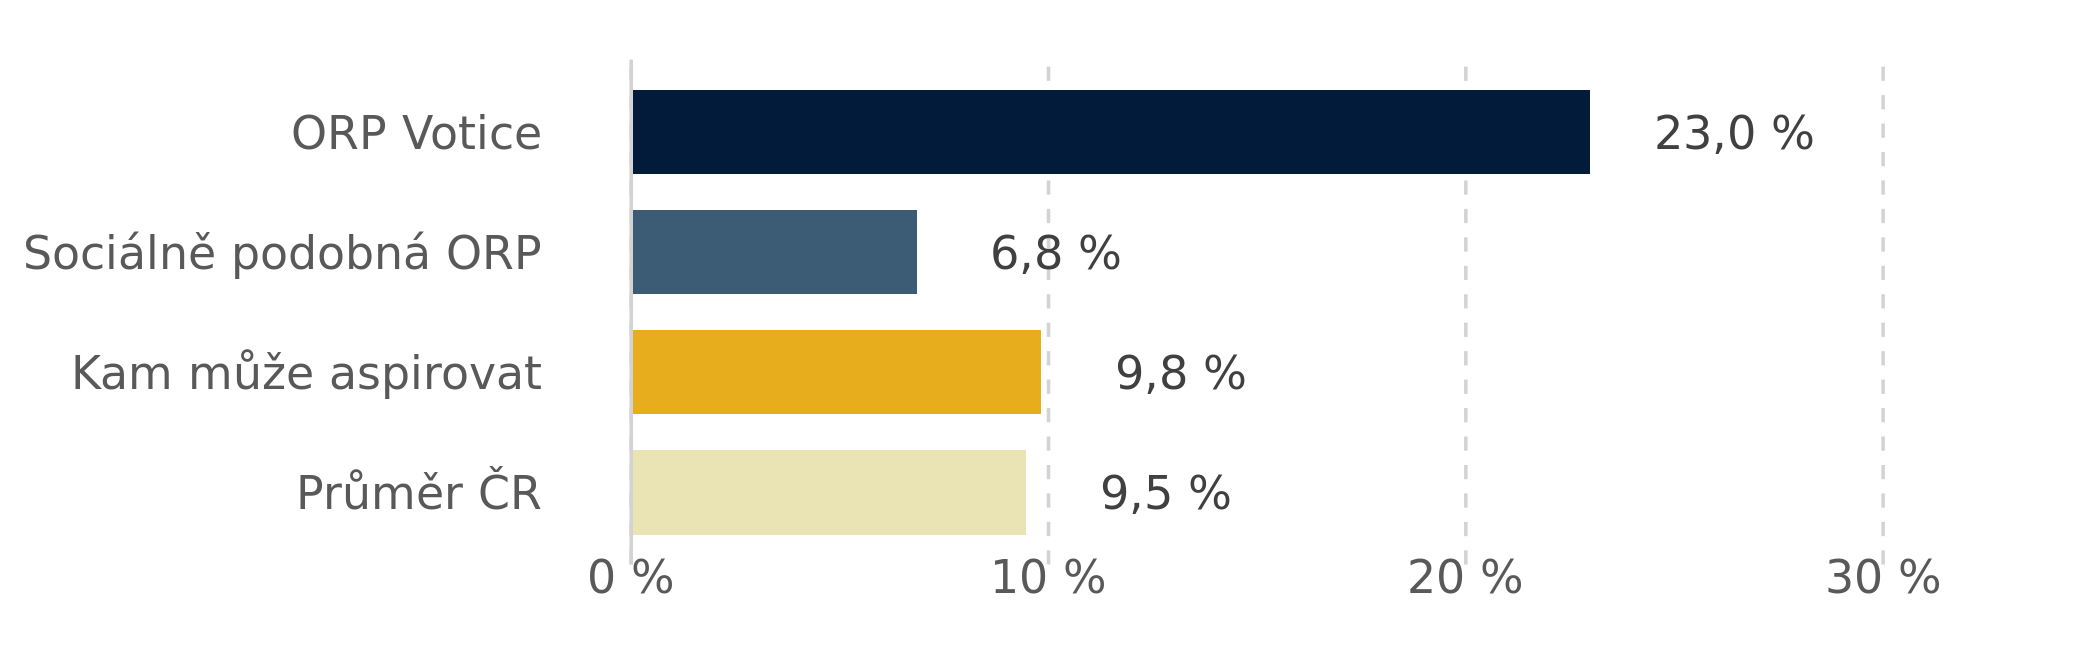 ORP Votice 23,0 %
Sociálně podobná ORP 6,8 %
Kam může aspirovat 9,8 %
Průměr ČR 9,5 %
0 % 10 % 20 % 30 %